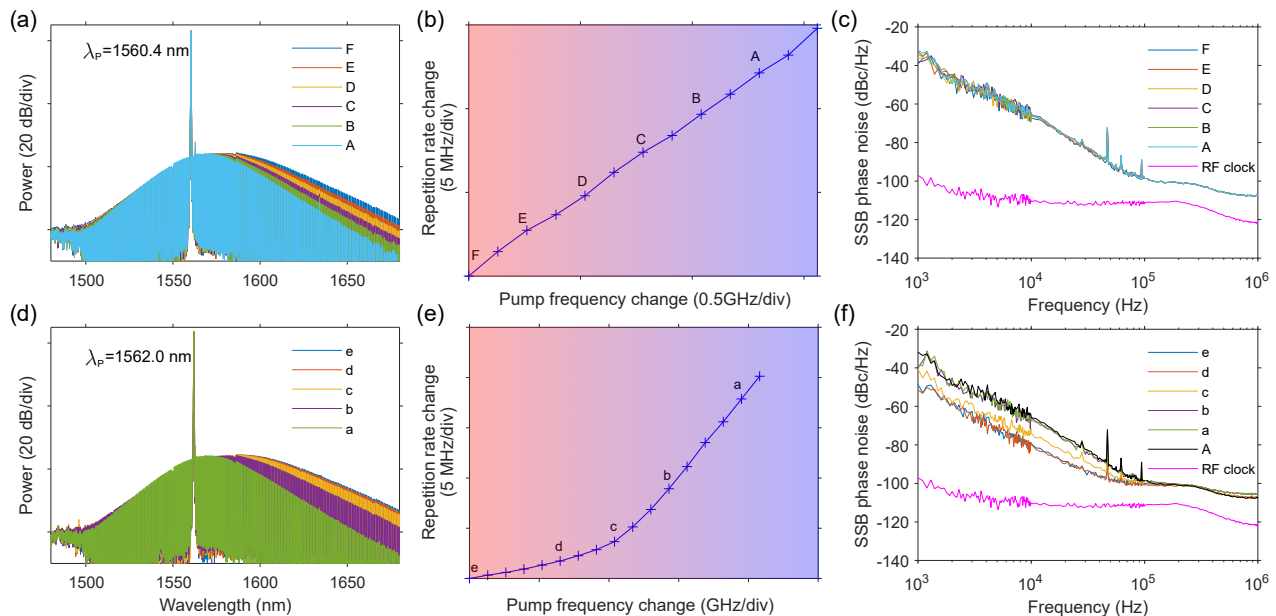 (a)
λP=1560.4 nm
F
E
D
C
B
A
Power (20 dB/div)
1500
1550
1600
1650
(b)
Repetition rate change
(5 MHz/div)
A
B
C
D
E
F
Pump frequency change (0.5GHz/div)
(c)
SSB phase noise (dBc/Hz)
-20
-40
-60
-80
-100
-120
-140
F
E
D
C
B
A
RF clock
10³
10⁴
10⁵
10⁶
Frequency (Hz)
(d)
λP=1562.0 nm
e
d
c
b
a
Power (20 dB/div)
1500
1550
1600
1650
Wavelength (nm)
(e)
Repetition rate change
(5 MHz/div)
a
b
c
d
e
Pump frequency change (GHz/div)
(f)
SSB phase noise (dBc/Hz)
-20
-40
-60
-80
-100
-120
-140
e
d
c
b
a
A
RF clock
10³
10⁴
10⁵
10⁶
Frequency (Hz)